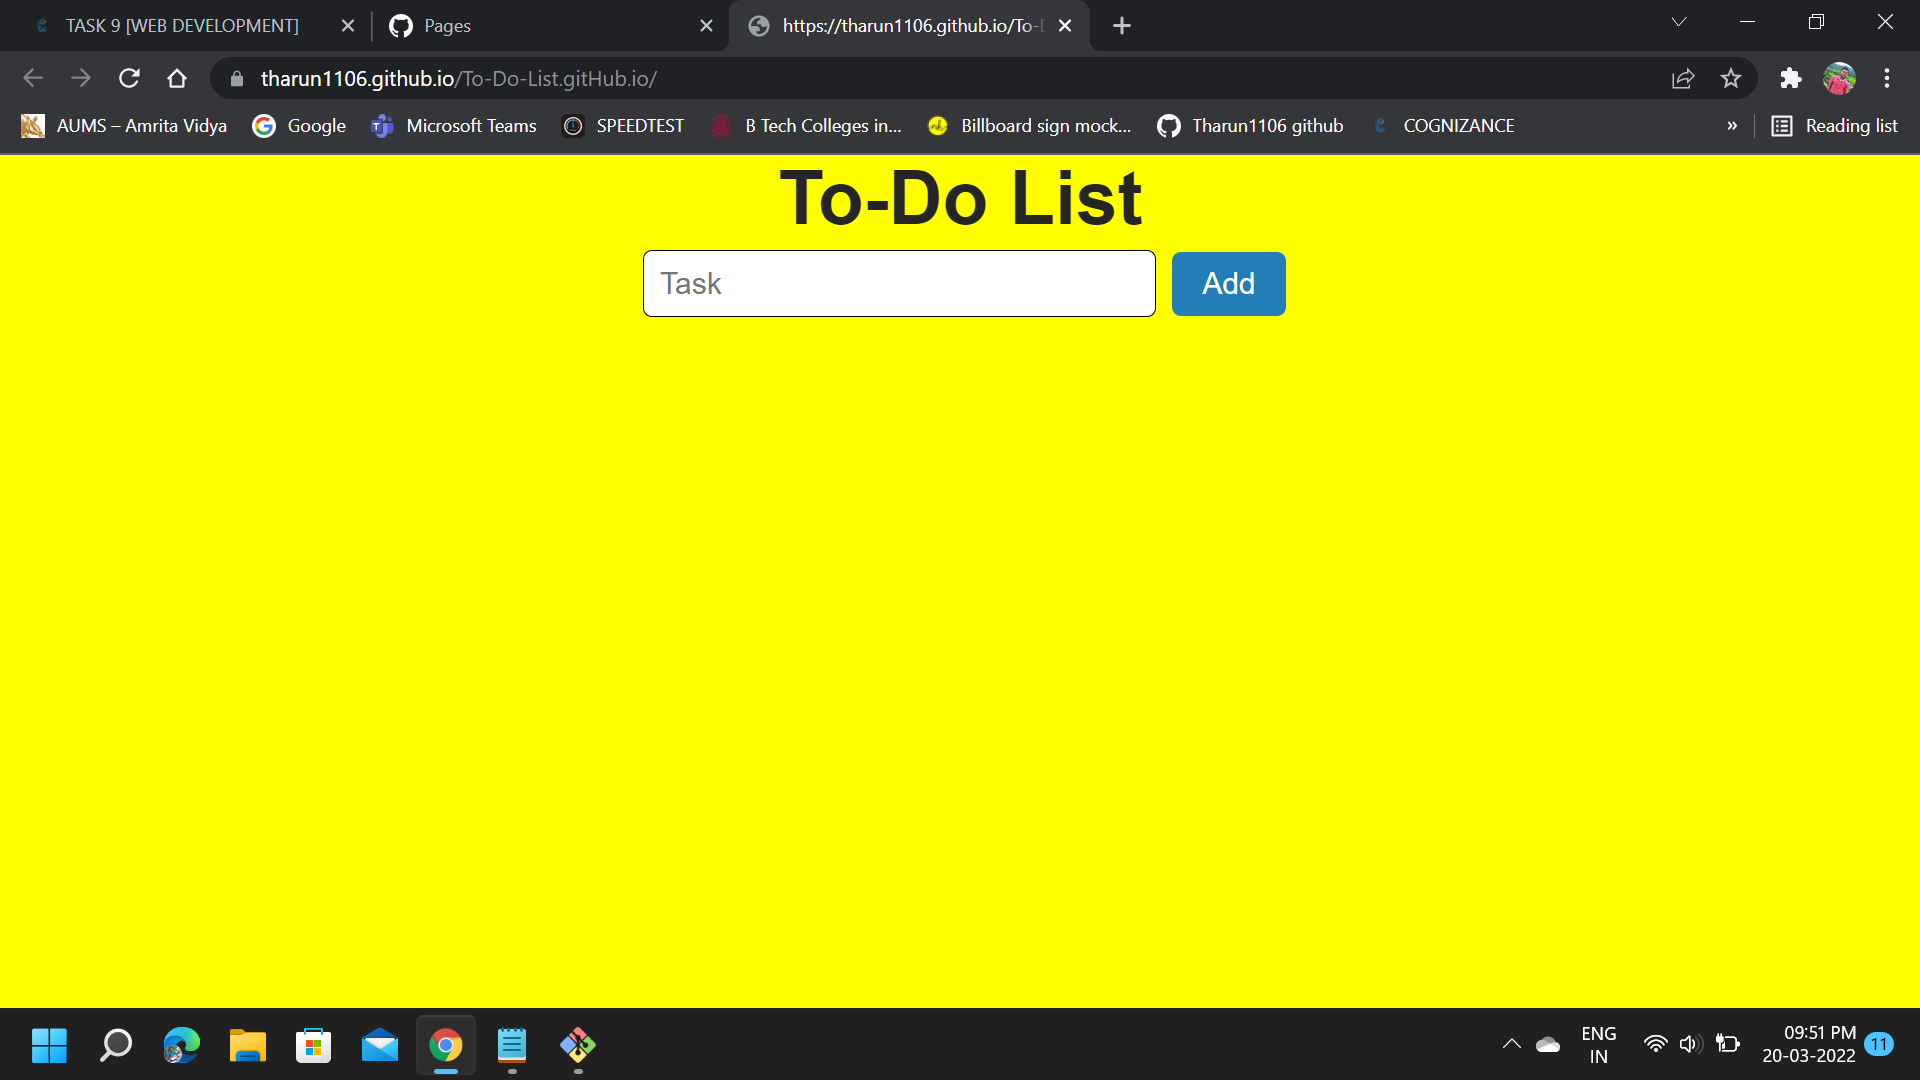 TASK 9 [WEB DEVELOPMENT]
Pages
https://tharun1106.github.io/To-
tharun1106.github.io/To-Do-List.gitHub.io/
AUMS – Amrita Vidya
Google
Microsoft Teams
SPEEDTEST
B Tech Colleges in...
Billboard sign mock...
Tharun1106 github
COGNIZANCE
»
Reading list
To-Do List
Task
Add
ENG
IN
09:51 PM
20-03-2022
11